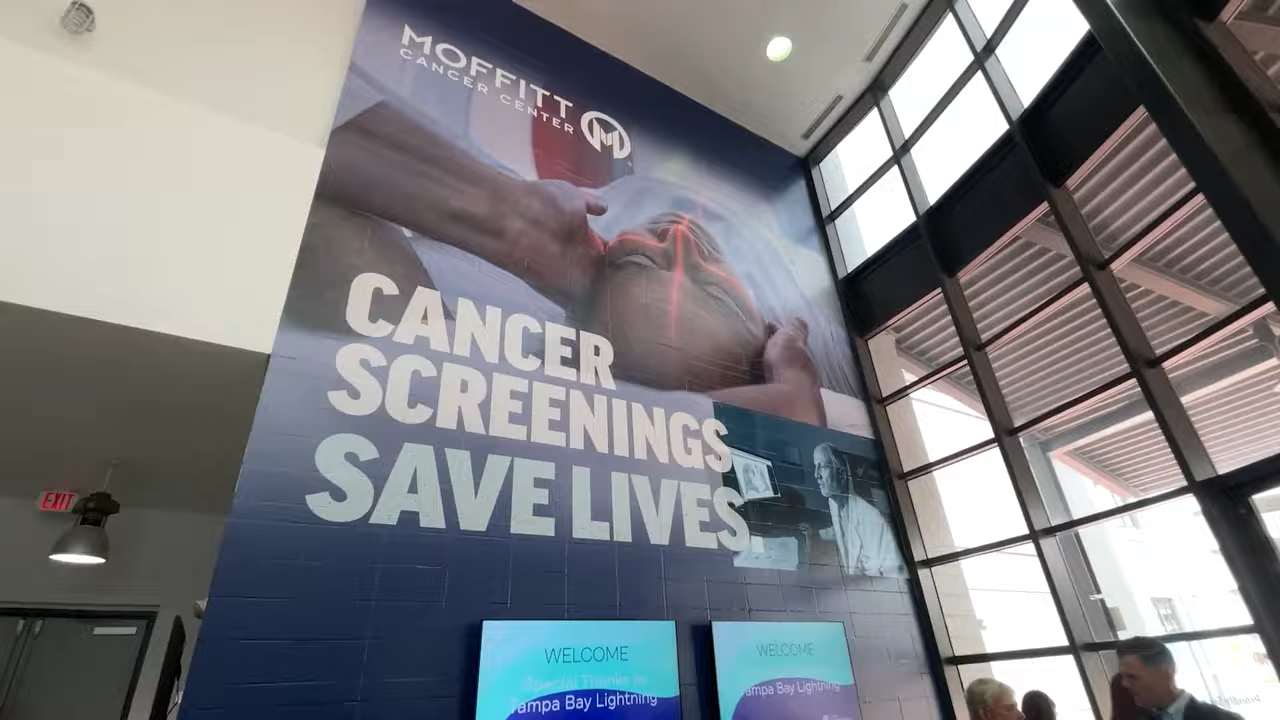 MOFFITT
CANCER CENTER
M
CANCER
SCREENINGS
SAVE LIVES.
EXIT
WELCOME
Special Thanks to
Tampa Bay Lightning
WELCOME
Tampa Bay Lightning